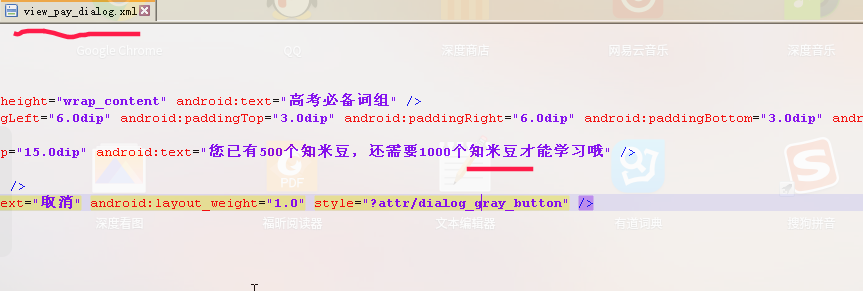 view_pay_dialog.xml
Google Chrome QQ 深度商店 网易云音乐 深度音乐
height="wrap_content" android:text="高考必备词组" />
gLeft="6.0dip" android:paddingTop="3.0dip" android:paddingRight="6.0dip" android:paddingBottom="3.0dip" andr
p="15.0dip" android:text="您已有500个知米豆，还需要1000个知米豆才能学习哦" />
PDF
/>
ext="取消" android:layout_weight="1.0" style="?attr/dialog_gray_button" />
深度看图 福昕阅读器 文本编辑器 有道词典 搜狗拼音